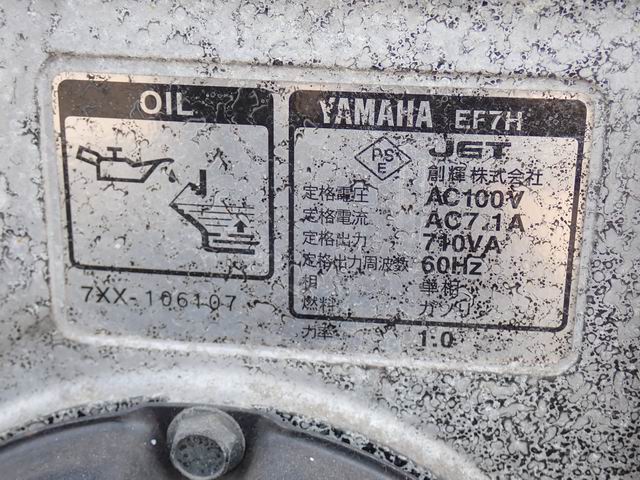 OIL
7XX-106107
YAMAHA EF7H
PSE
JET
創輝株式会社
定格電圧 AC100V
定格電流 AC7.1A
定格出力 710VA
定格出力周波数 60Hz
相 単相
燃料 ガソリン
力率 1.0